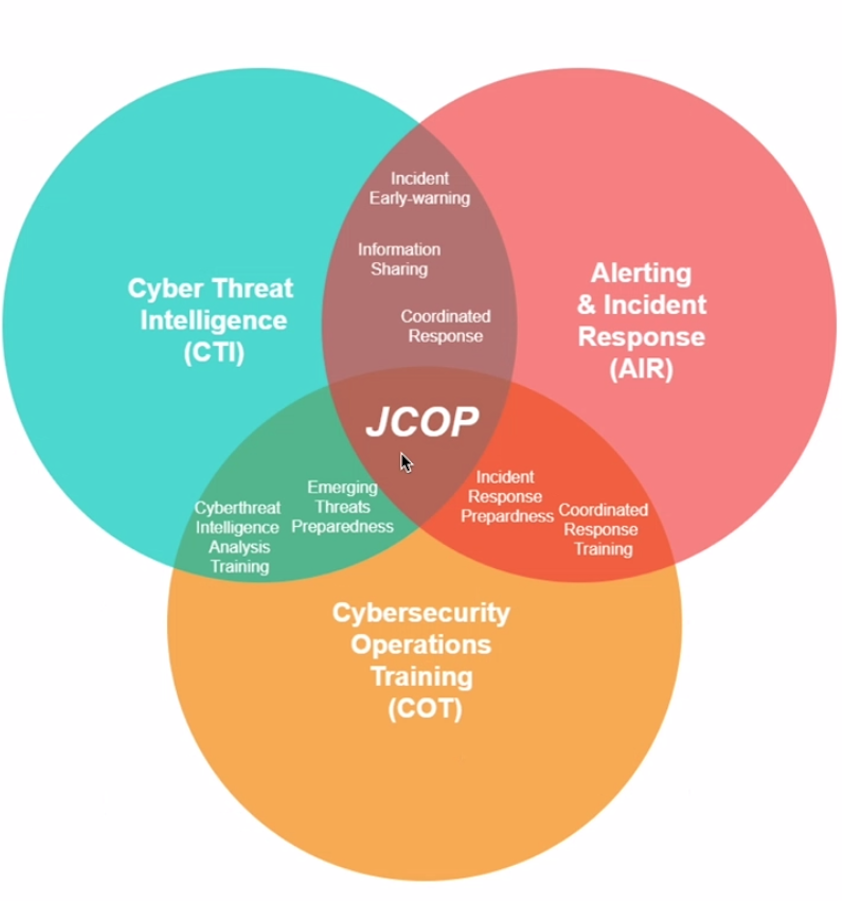 Incident
Early-warning
Information
Sharing
Coordinated
Response
Cyber Threat
Intelligence
(CTI)
Alerting
& Incident
Response
(AIR)
JCOP
Cyberthreat
Intelligence
Analysis
Training
Emerging
Threats
Preparedness
Incident
Response
Prepardness
Coordinated
Response
Training
Cybersecurity
Operations
Training
(COT)